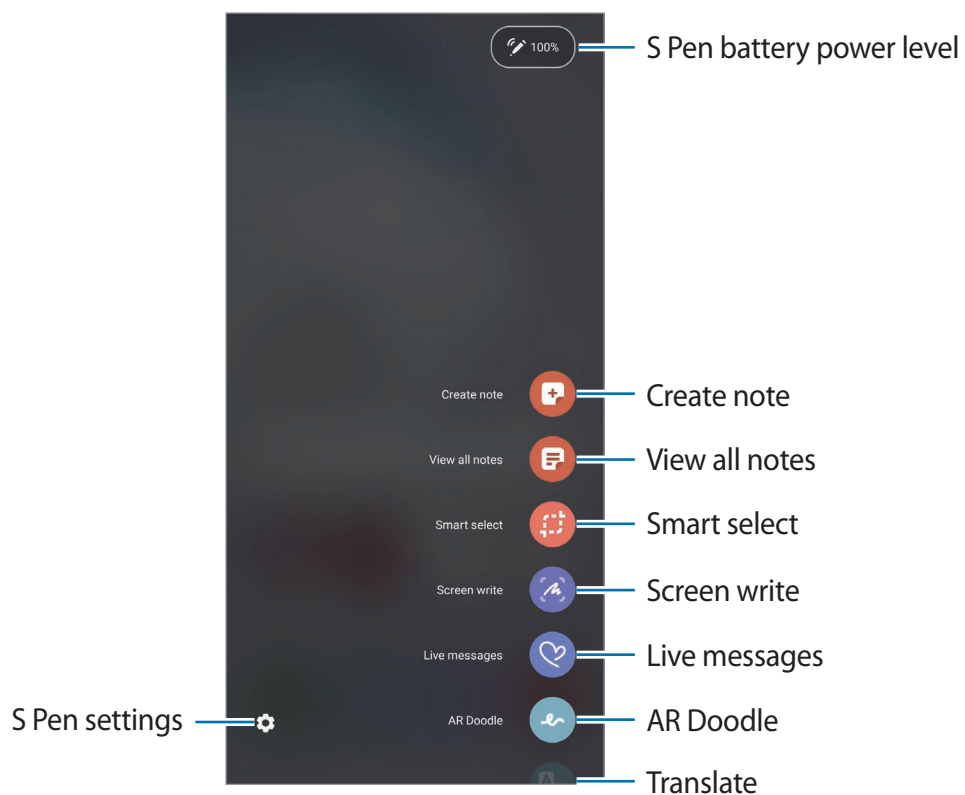 100%
S Pen battery power level
Create note
Create note
View all notes
View all notes
Smart select
Smart select
Screen write
Screen write
Live messages
Live messages
S Pen settings
AR Doodle
AR Doodle
A
Translate